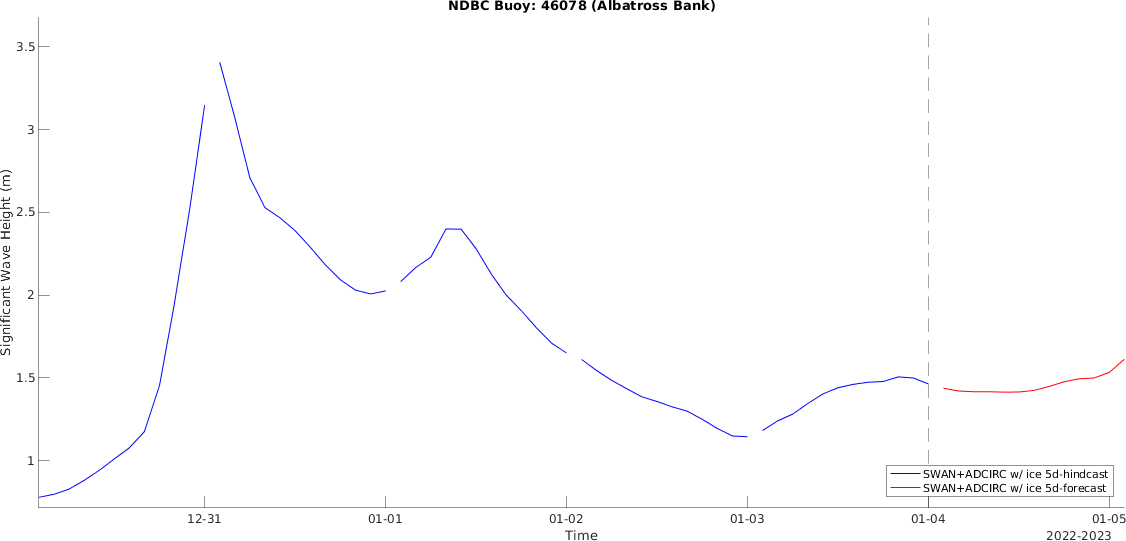 NDBC Buoy: 46078 (Albatross Bank)
3.5
3
2.5
2
1.5
1
Significant Wave Height (m)
SWAN+ADCIRC w/ ice 5d-hindcast
SWAN+ADCIRC w/ ice 5d-forecast
12-31
01-01
01-02
01-03
01-04
01-05
Time
2022-2023